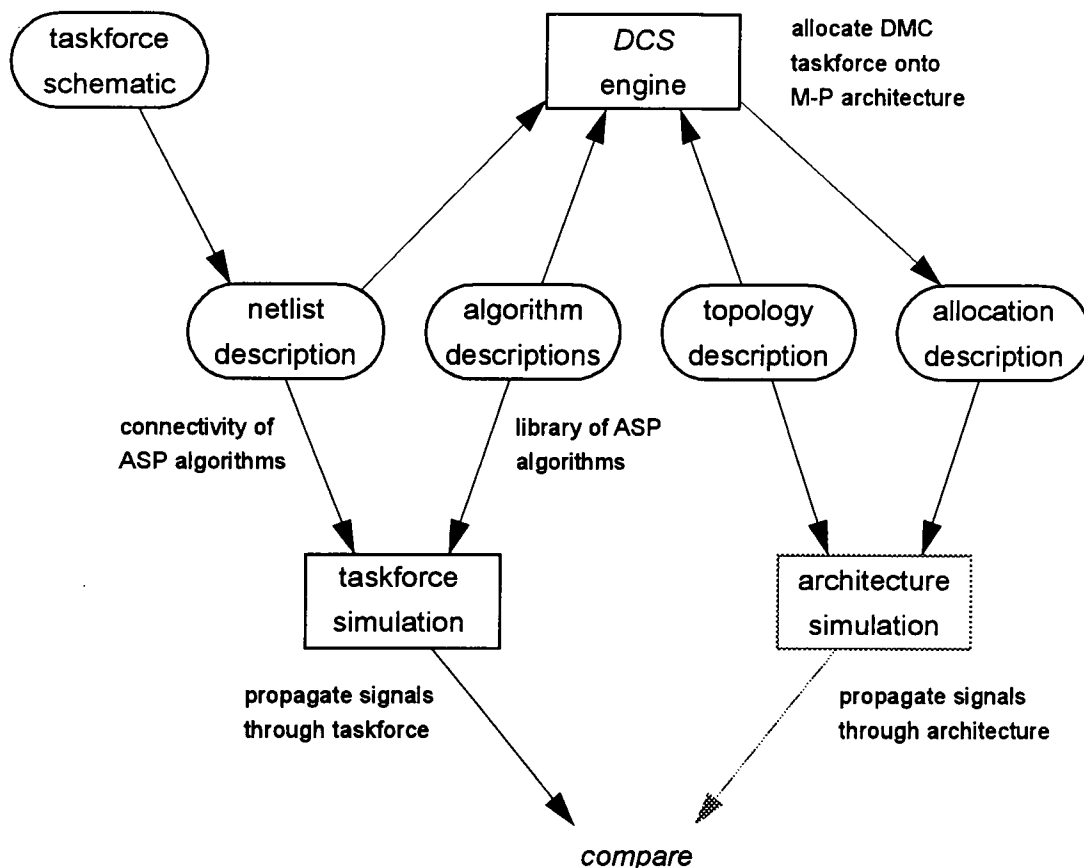 taskforce
schematic
DCS
engine
allocate DMC
taskforce onto
M-P architecture
netlist
description
algorithm
descriptions
topology
description
allocation
description
connectivity of
ASP algorithms
library of ASP
algorithms
taskforce
simulation
architecture
simulation
propagate signals
through taskforce
propagate signals
through architecture
compare